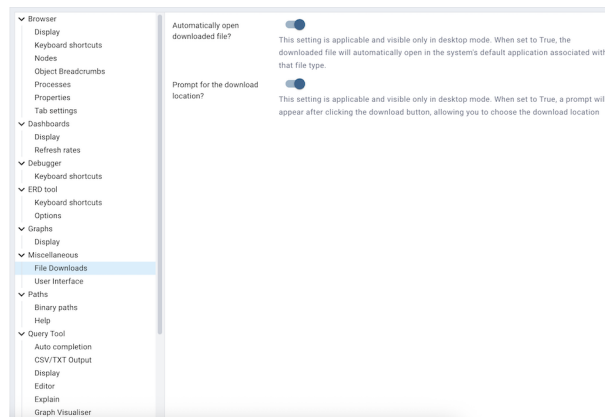 Browser
Display
Keyboard shortcuts
Nodes
Object Breadcrumbs
Processes
Properties
Tab settings
Dashboards
Display
Refresh rates
Debugger
Keyboard shortcuts
ERD tool
Keyboard shortcuts
Options
Graphs
Display
Miscellaneous
File Downloads
User Interface
Paths
Binary paths
Help
Query Tool
Auto completion
CSV/TXT Output
Display
Editor
Explain
Graph Visualiser
Automatically open
downloaded file?
This setting is applicable and visible only in desktop mode. When set to True, the
downloaded file will automatically open in the system's default application associated with
that file type.
Prompt for the download
location?
This setting is applicable and visible only in desktop mode. When set to True, a prompt will
appear after clicking the download button, allowing you to choose the download location